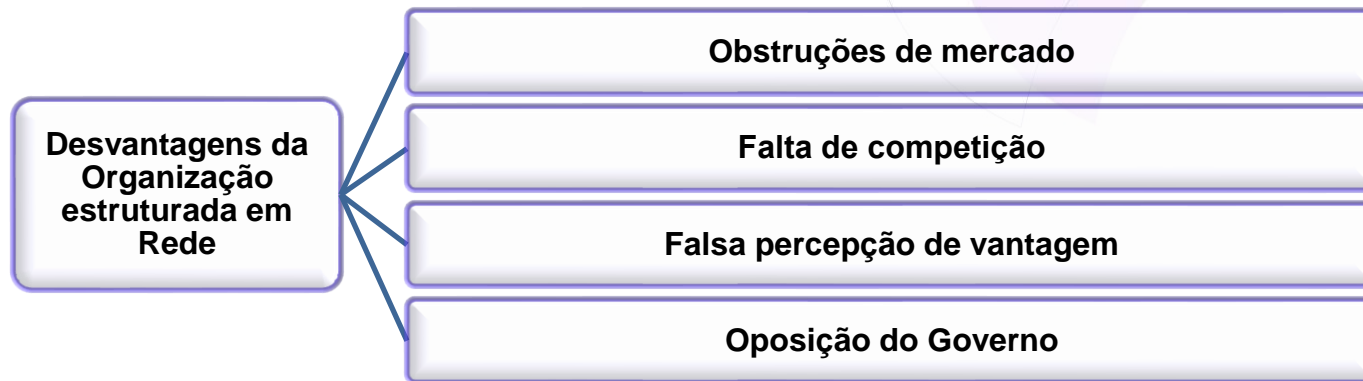 Desvantagens da
Organização
estruturada em
Rede
Obstruções de mercado
Falta de competição
Falsa percepção de vantagem
Oposição do Governo